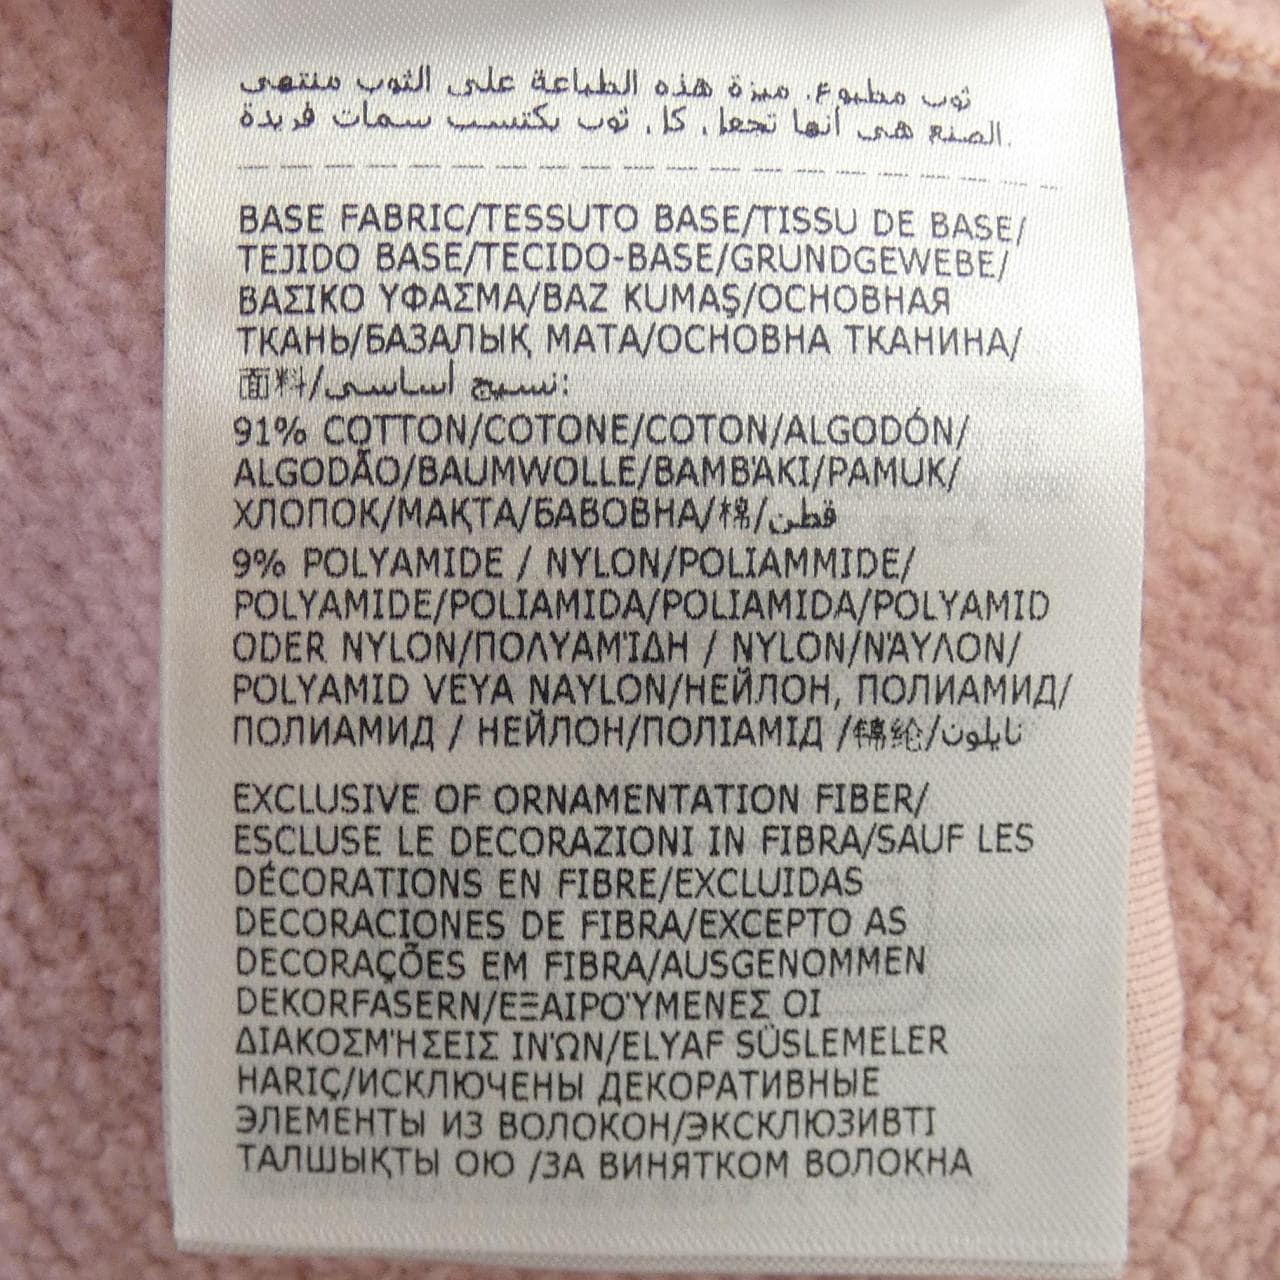 ثوب مطبوع. ميزة هذه الطباعة على الثوب منتهي
الصنع هي أنها تجعل كل ثوب يكتسب سمات فريدة.
BASE FABRIC/TESSUTO BASE/TISSU DE BASE/
TEJIDO BASE/TECIDO-BASE/GRUNDGEWEBE/
ΒΑΣΙΚΟ ΥΦΑΣΜΑ/BAZ KUMAŞ/ОСНОВНАЯ
ТКАНЬ/БАЗАЛЫҚ МАТА/ОСНОВНА ТКАНИНА/
面料/نسيج أساسي:
91% COTTON/COTONE/COTON/ALGODÓN/
ALGODÃO/BAUMWOLLE/ΒΑΜΒΆΚΙ/PAMUK/
ХЛОПОК/МАҚТА/БАВОВНА/棉/قطن
9% POLYAMIDE / NYLON/POLIAMMIDE/
POLYAMIDE/POLIAMIDA/POLIAMIDA/POLYAMID
ODER NYLON/ΠΟΛΥΑΜΊΔΗ / NYLON/ΝΆΥΛΟΝ/
POLYAMID VEYA NAYLON/НЕЙЛОН, ПОЛИАМИД/
ПОЛИАМИД / НЕЙЛОН/ПОЛІАМІД /锦纶/نايلون
EXCLUSIVE OF ORNAMENTATION FIBER/
ESCLUSE LE DECORAZIONI IN FIBRA/SAUF LES
DÉCORATIONS EN FIBRE/EXCLUIDAS
DECORACIONES DE FIBRA/EXCEPTO AS
DECORAÇÕES EM FIBRA/AUSGENOMMEN
DEKORFASERN/ΕΞΑΙΡΟΎΜΕΝΕΣ ΟΙ
ΔΙΑΚΟΣΜΉΣΕΙΣ ΙΝΏΝ/ELYAF SÜSLEMELER
HARIÇ/ИСКЛЮЧЕНЫ ДЕКОРАТИВНЫЕ
ЭЛЕМЕНТЫ ИЗ ВОЛОКОН/ЭКСКЛЮЗИВТІ
ТАЛШЫҚТЫ ОЮ /ЗА ВИНЯТКОМ ВОЛОКНА